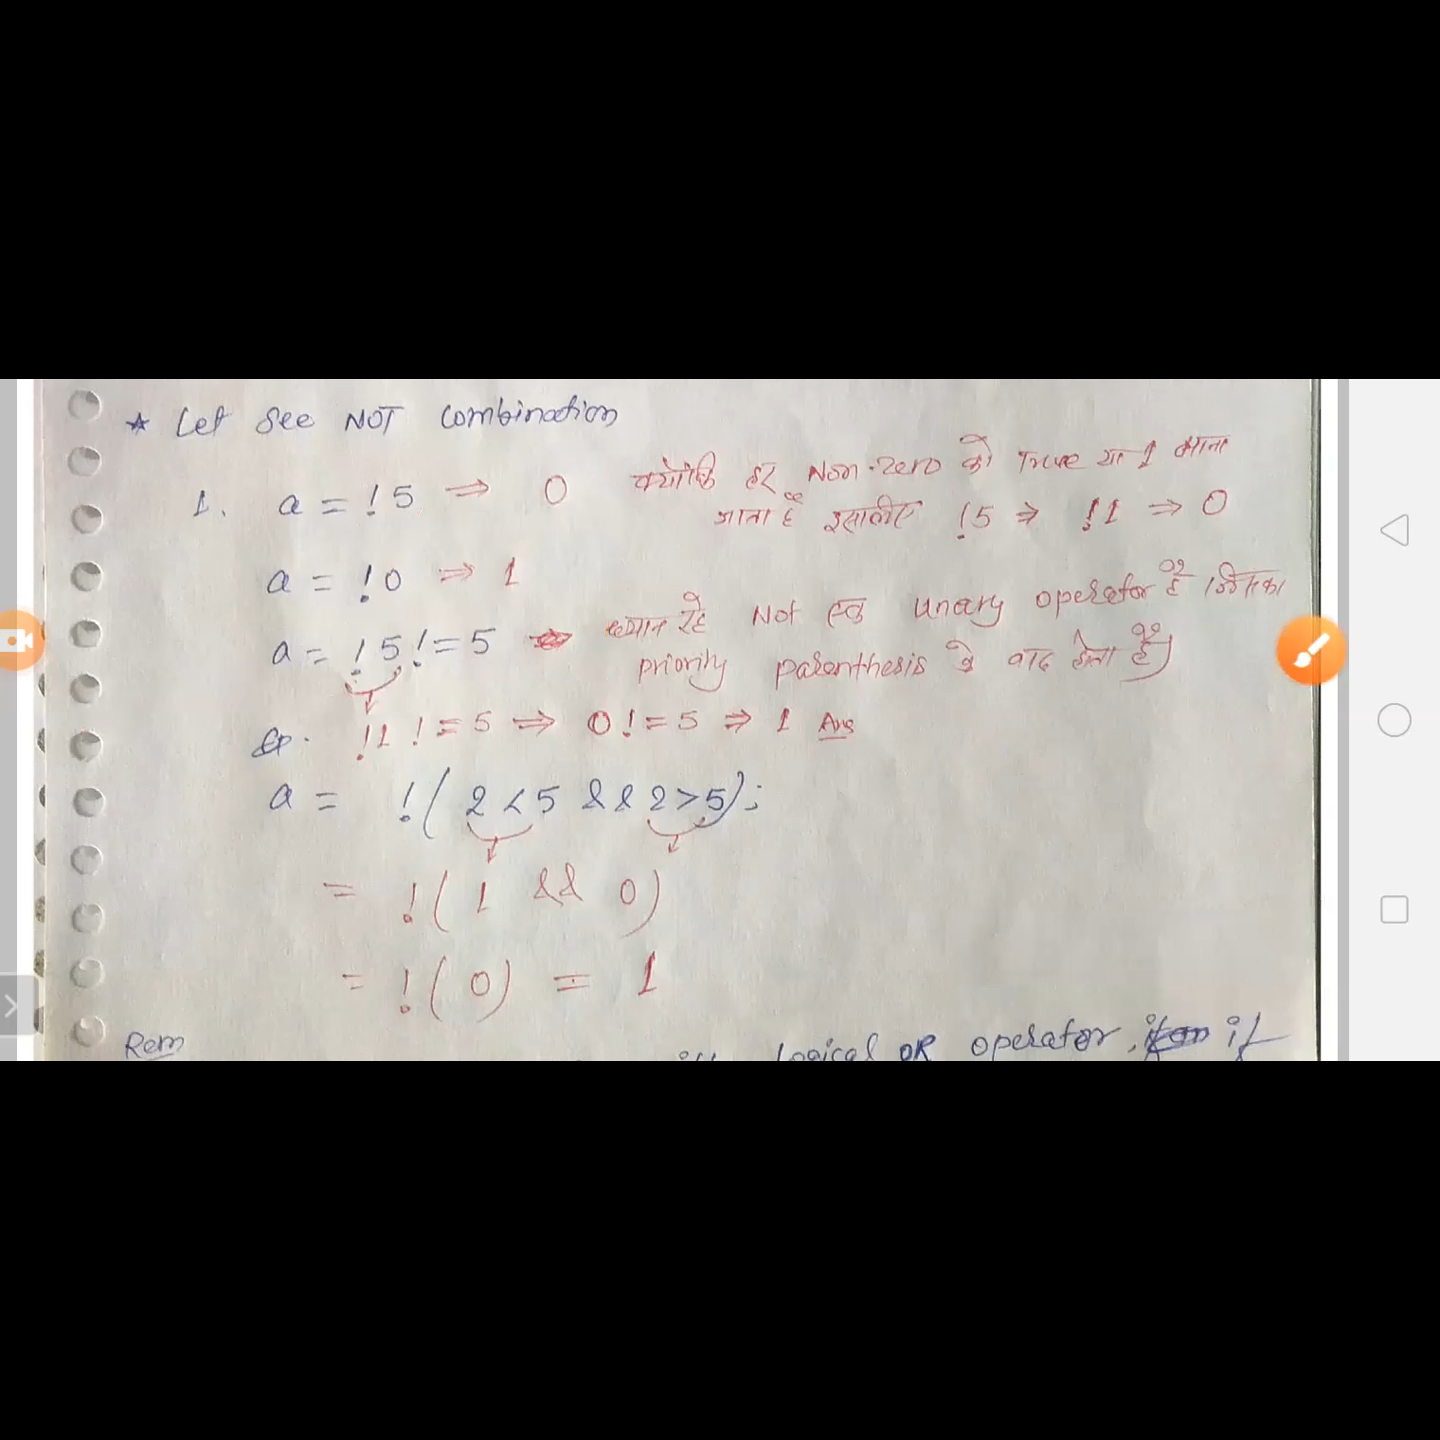 * Let See NOT Combination
1. a = !5 ⇒ 0 क्योकि हर Non-zero को True या 1 माना
जाता है इसलिए !5 ⇒ !1 ⇒ 0
a = !0 ⇒ 1
a = !5 != 5 ध्यान रहे Not एक unary operator है जिसका
priority parenthesis के बाद होता है)
!1 != 5 ⇒ 0 != 5 ⇒ 1 Ans
a = !( 2 < 5 && 2 > 5);
= !( 1 && 0)
= !( 0) = 1
Rem Logical OR operator, if